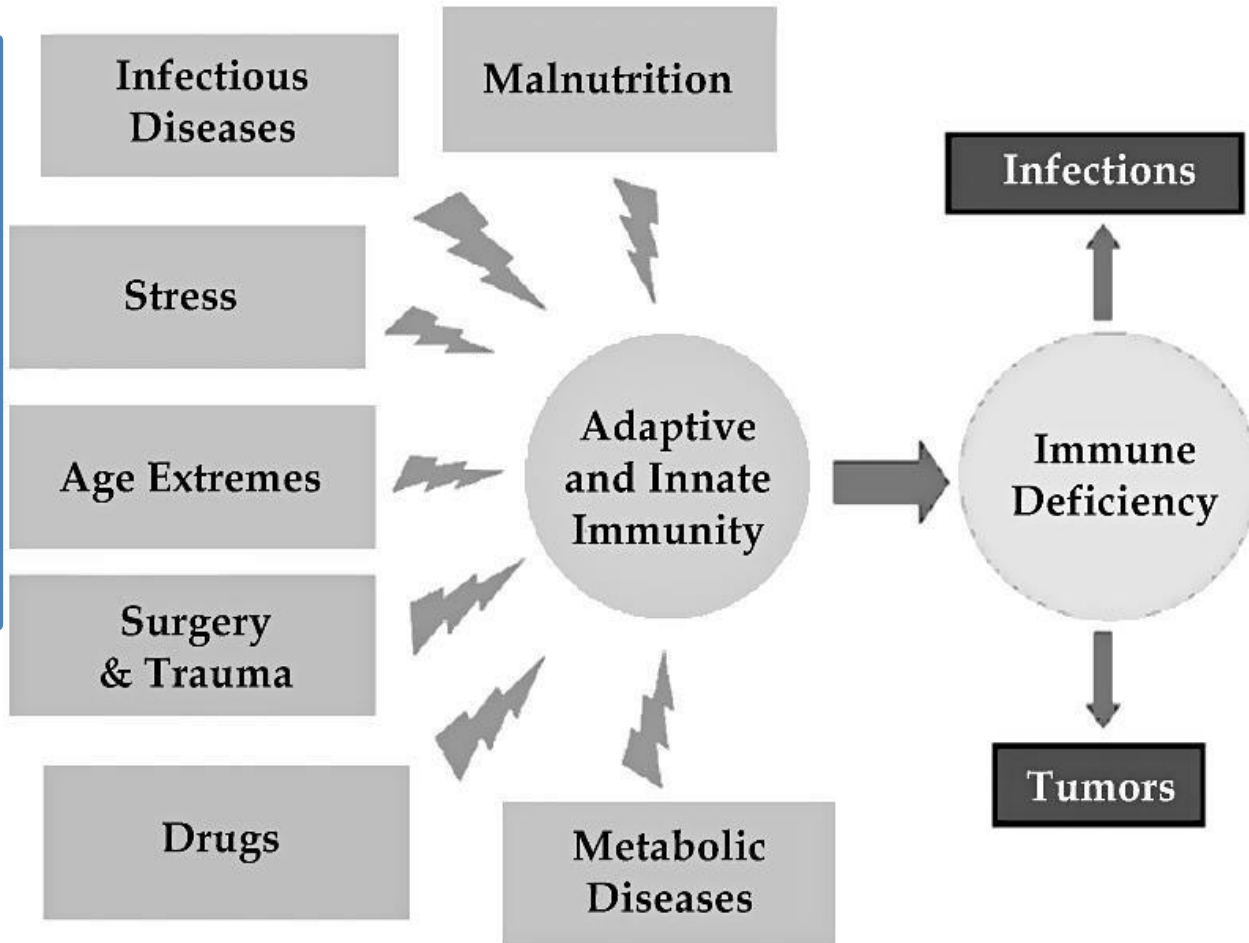 Infectious
Diseases
Malnutrition
Infections
Stress
Age Extremes
Adaptive
and Innate
Immunity
Immune
Deficiency
Surgery
& Trauma
Drugs
Metabolic
Diseases
Tumors